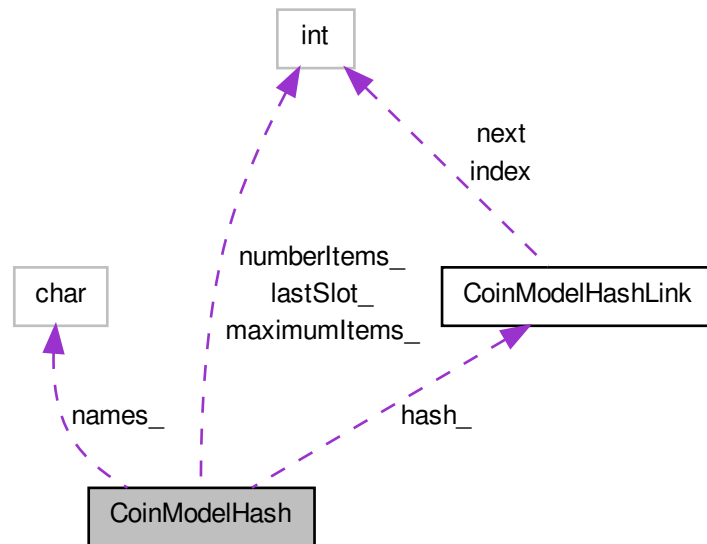 int
next
index
numberItems_
lastSlot_
maximumItems_
char
CoinModelHashLink
names_
hash_
CoinModelHash